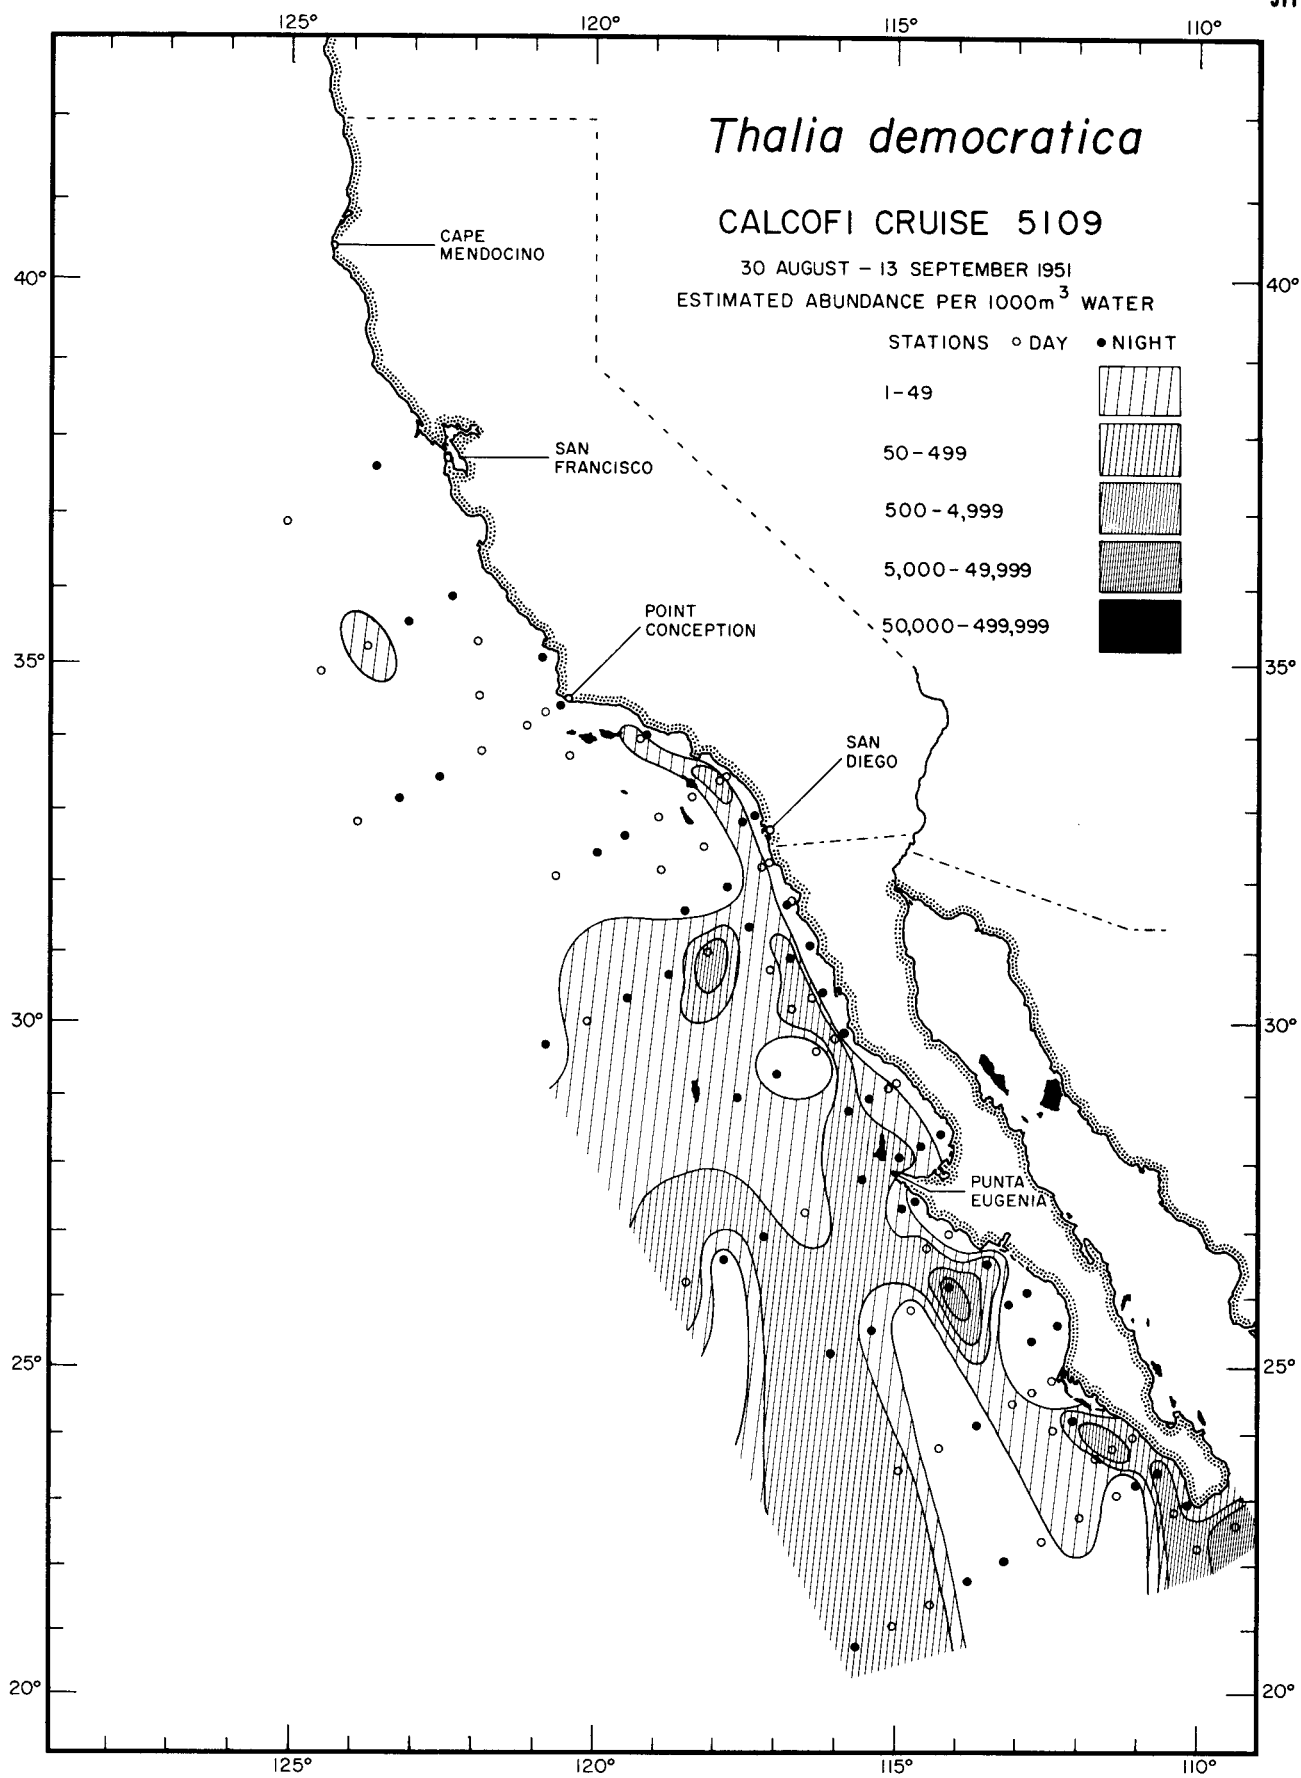 125°
120°
115°
110°
Thalia democratica
CALCOFI CRUISE 5109
30 AUGUST – 13 SEPTEMBER 1951
ESTIMATED ABUNDANCE PER 1000m³ WATER
STATIONS ○ DAY ● NIGHT
1–49
50–499
500–4,999
5,000–49,999
50,000–499,999
CAPE
MENDOCINO
40°
40°
SAN
FRANCISCO
POINT
CONCEPTION
35°
35°
SAN
DIEGO
30°
30°
PUNTA
EUGENIA
25°
25°
20°
20°
125°
120°
115°
110°